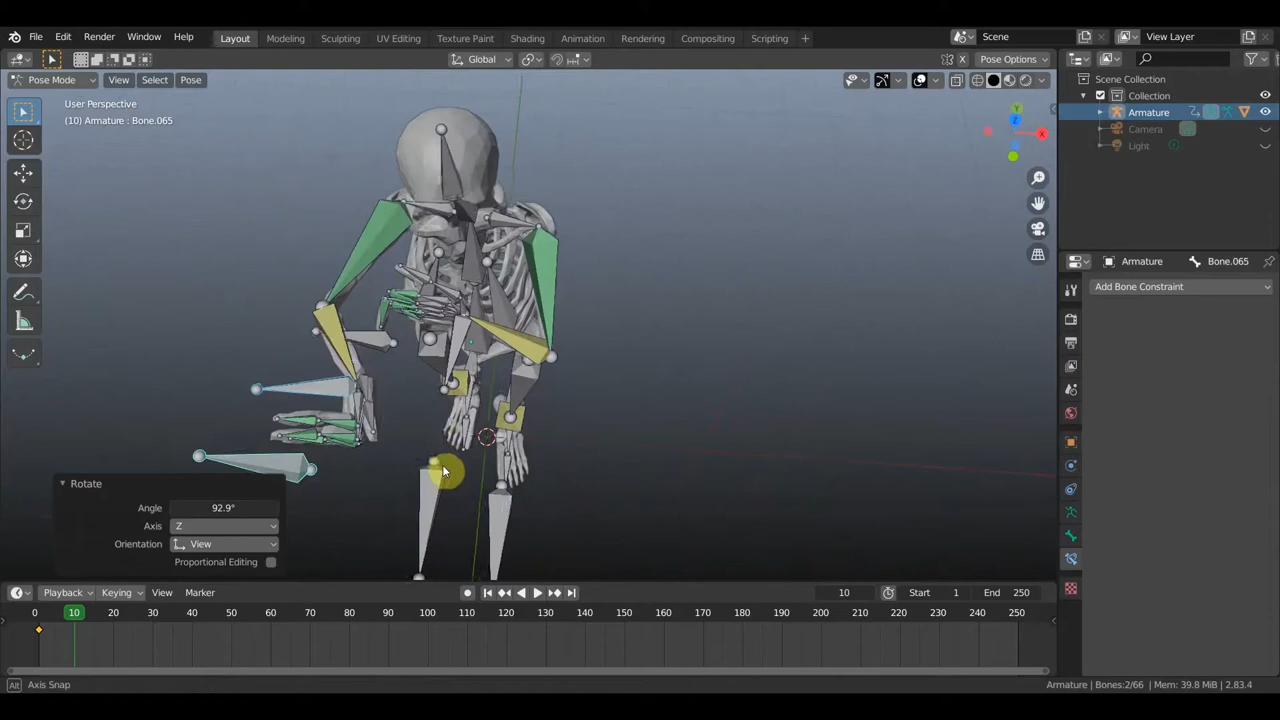 File Edit Render Window Help Layout Modeling Sculpting UV Editing Texture Paint Shading Animation Rendering Compositing Scripting + Scene View Layer
Global X Pose Options
Pose Mode View Select Pose
User Perspective
(10) Armature : Bone.065
Y
Z
X
Scene Collection
Collection
Armature
Camera
Light
Armature Bone.065
Add Bone Constraint
Rotate
Angle 92.9°
Axis Z
Orientation View
Proportional Editing
Playback Keying View Marker 10 Start 1 End 250
0 10 20 30 40 50 60 70 80 90 100 110 120 130 140 150 160 170 180 190 200 210 220 230 240 250
Alt Axis Snap Armature | Bones:2/66 | Mem: 39.8 MiB | 2.83.4